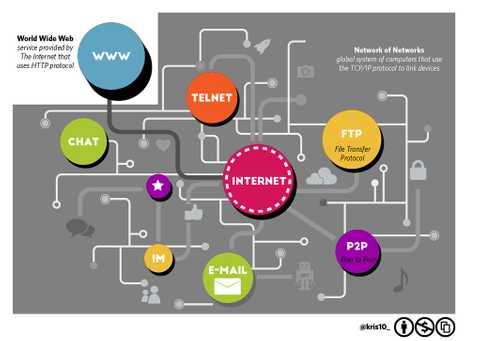 World Wide Web
service provided by
The Internet that
uses HTTP protocol
WWW
Network of Networks
global system of computers that use
the TCP/IP protocol to link devices
TELNET
CHAT
FTP
File Transfer
Protocol
INTERNET
P2P
Peer to Peer
IM
E-MAIL
@kris10_